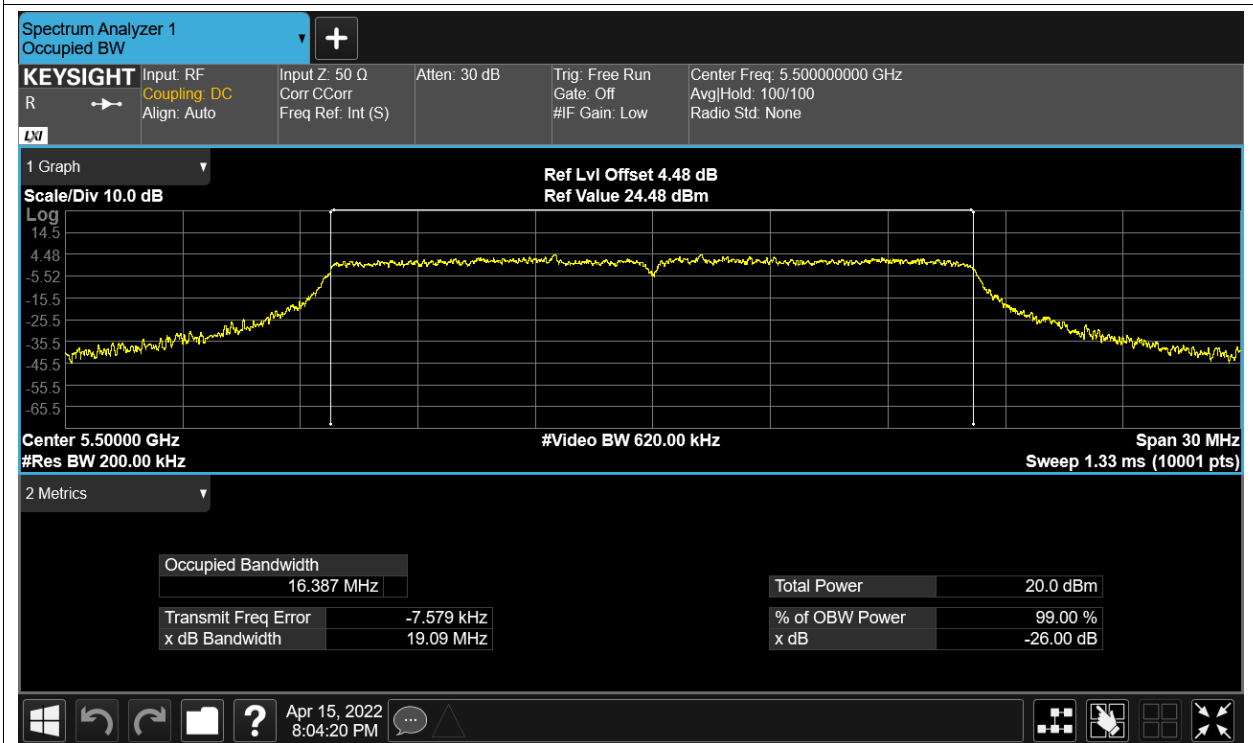 Spectrum Analyzer 1
Occupied BW
KEYSIGHT
R
LXI
Input: RF
Coupling: DC
Align: Auto
Input Z: 50 Ω
Corr CCorr
Freq Ref: Int (S)
Atten: 30 dB
Trig: Free Run
Gate: Off
#IF Gain: Low
Center Freq: 5.500000000 GHz
Avg|Hold: 100/100
Radio Std: None
1 Graph
Ref Lvl Offset 4.48 dB
Scale/Div 10.0 dB
Ref Value 24.48 dBm
Log
14.5
4.48
-5.52
-15.5
-25.5
-35.5
-45.5
-55.5
-65.5
Center 5.50000 GHz
#Video BW 620.00 kHz
Span 30 MHz
#Res BW 200.00 kHz
Sweep 1.33 ms (10001 pts)
2 Metrics
Occupied Bandwidth
16.387 MHz
Total Power 20.0 dBm
Transmit Freq Error -7.579 kHz
% of OBW Power 99.00 %
x dB Bandwidth 19.09 MHz
x dB -26.00 dB
?
Apr 15, 2022
8:04:20 PM